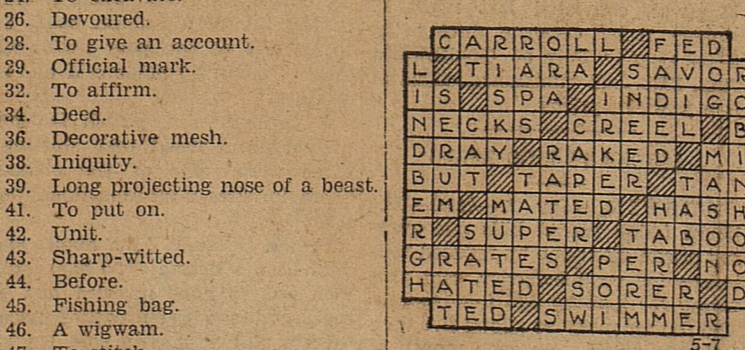 26. Devoured.
28. To give an account.
29. Official mark.
32. To affirm.
34. Deed.
36. Decorative mesh.
38. Iniquity.
39. Long projecting nose of a beast.
41. To put on.
42. Unit.
43. Sharp-witted.
44. Before.
45. Fishing bag.
46. A wigwam.
CARROLL FED
L TIARA SAVOR
IS SPA INDIGO
NECKS CREEL B
DRAY RAKED MI
BUT TAPER TAN
EM MATED HASH
R SUPER TABOO
GRATES PER NO
HATED SORER D
TED SWIMMER
5-7